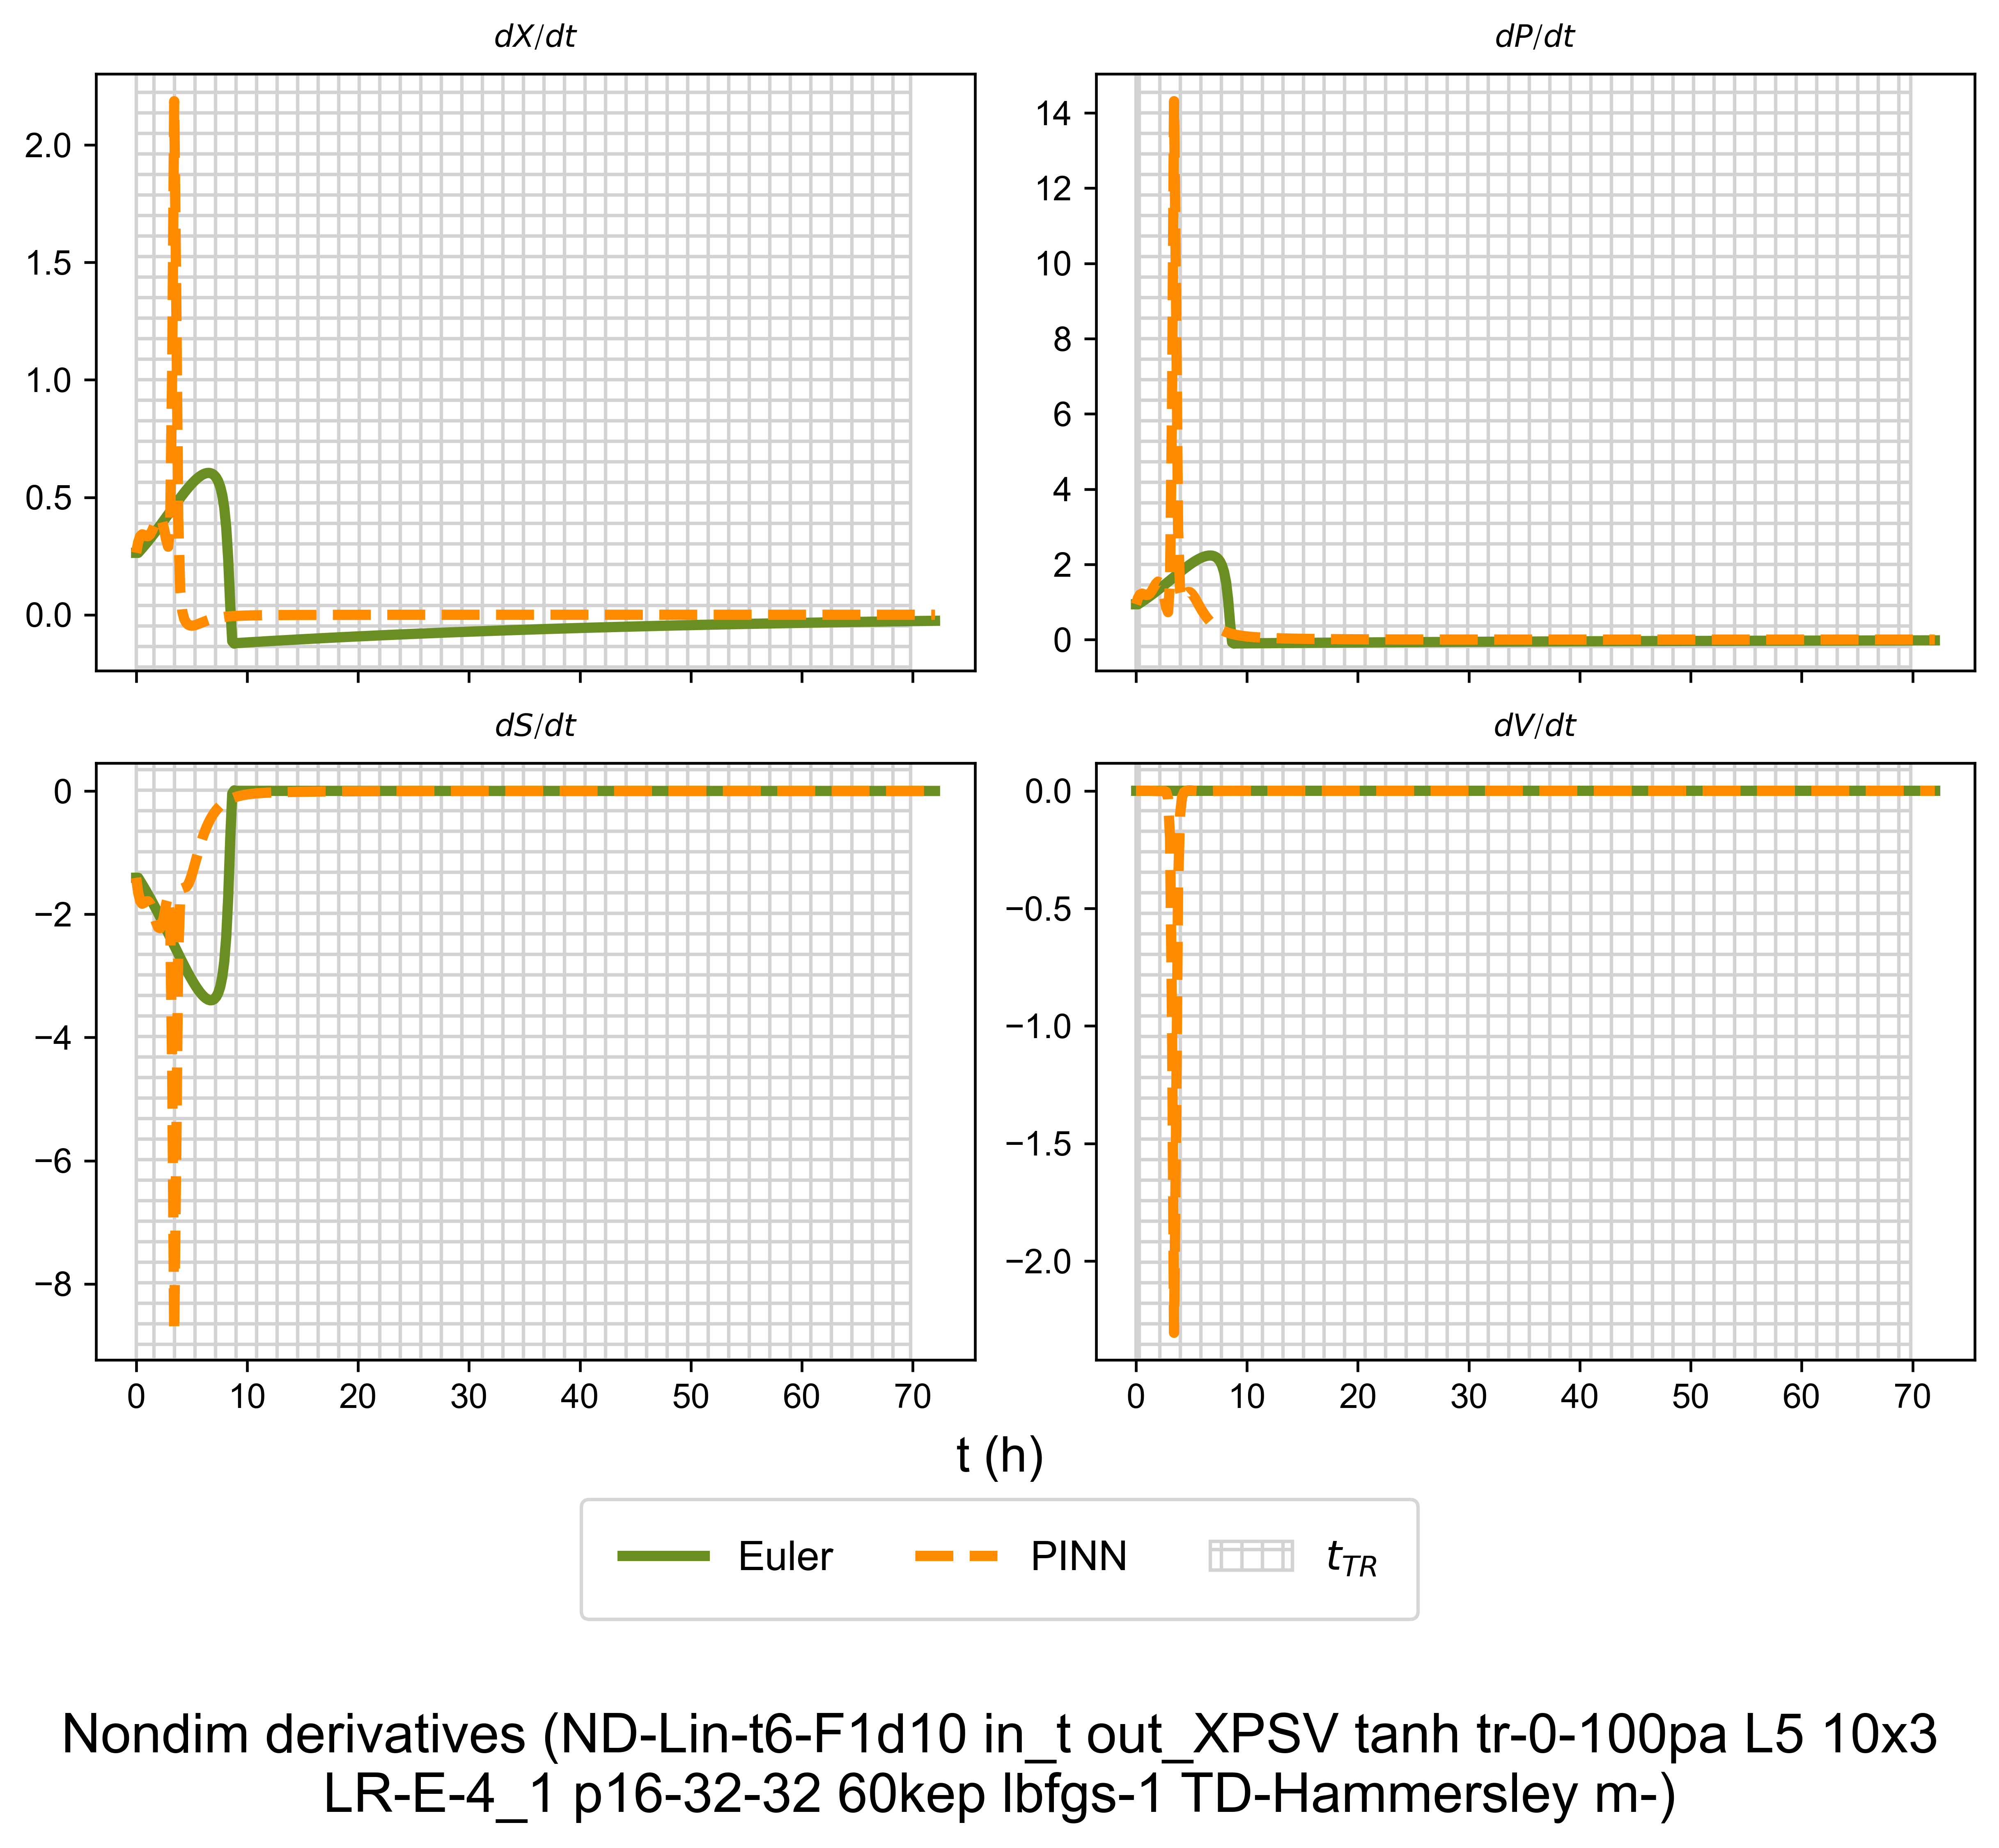 dX/dt
dP/dt
2.0
1.5
1.0
0.5
0.0
14
12
10
8
6
4
2
0
dS/dt
dV/dt
0
−2
−4
−6
−8
0.0
−0.5
−1.0
−1.5
−2.0
0 10 20 30 40 50 60 70
0 10 20 30 40 50 60 70
t (h)
Euler PINN t_{TR}
Nondim derivatives (ND-Lin-t6-F1d10 in_t out_XPSV tanh tr-0-100pa L5 10x3
LR-E-4_1 p16-32-32 60kep lbfgs-1 TD-Hammersley m-)